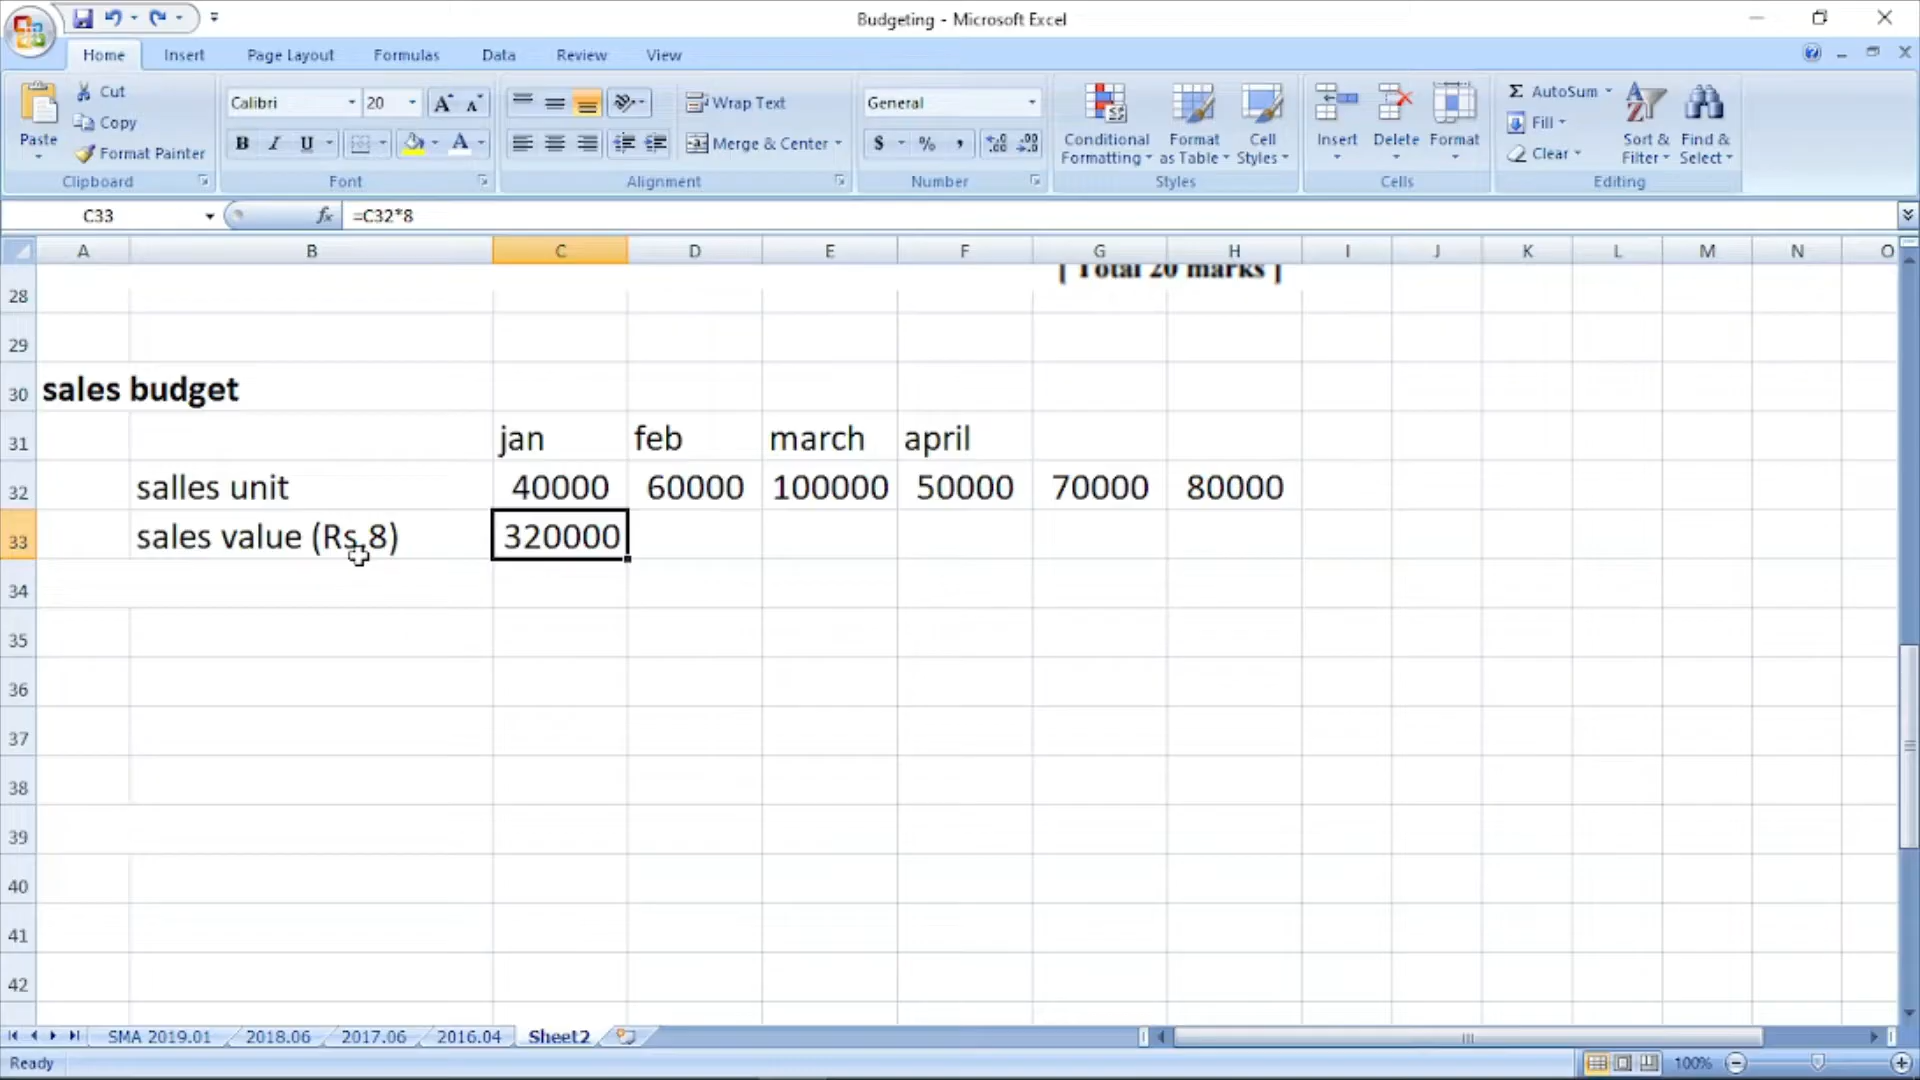 Budgeting - Microsoft Excel
Home Insert Page Layout Formulas Data Review View
Cut
Copy
Format Painter
Paste
Clipboard
Calibri 20
B I U
Font
Wrap Text
Merge & Center
Alignment
General
$ % ,
Number
Conditional Formatting
Format as Table
Cell Styles
Styles
Insert Delete Format
Cells
Σ AutoSum
Fill
Clear
Sort & Filter
Find & Select
Editing
C33 fx =C32*8
A B C D E F G H I J K L M N O
[ Total 20 marks ]
28
29
30 sales budget
31 jan feb march april
32 salles unit 40000 60000 100000 50000 70000 80000
33 sales value (Rs.8) 320000
34
35
36
37
38
39
40
41
42
SMA 2019.01 2018.06 2017.06 2016.04 Sheet2
Ready 100%